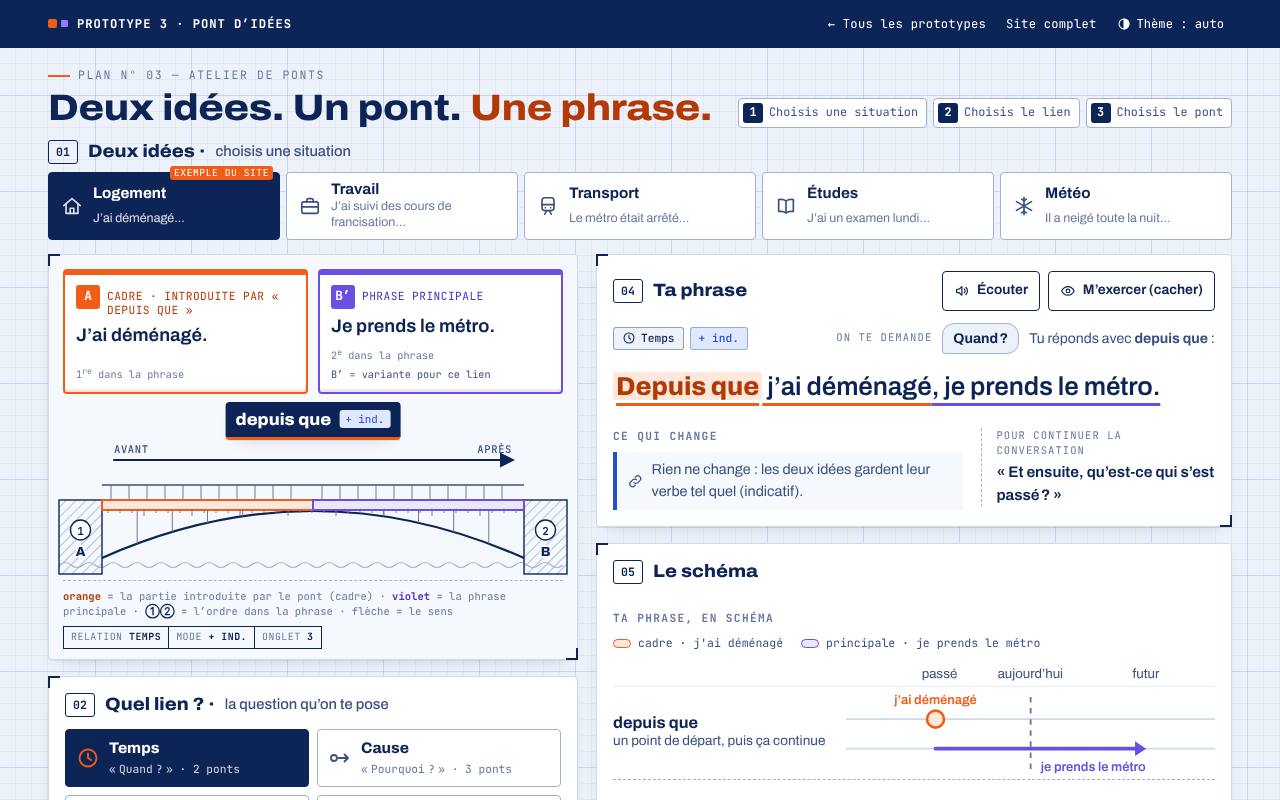 PROTOTYPE 3 · PONT D’IDÉES
← Tous les prototypes
Site complet
Thème : auto
PLAN N° 03 — ATELIER DE PONTS
Deux idées. Un pont. Une phrase.
1 Choisis une situation
2 Choisis le lien
3 Choisis le pont
01 Deux idées · choisis une situation
EXEMPLE DU SITE
Logement
J’ai déménagé…
Travail
J’ai suivi des cours de
francisation…
Transport
Le métro était arrêté…
Études
J’ai un examen lundi…
Météo
Il a neigé toute la nuit…
A CADRE · INTRODUITE PAR «
DEPUIS QUE »
J’ai déménagé.
1re dans la phrase
B’ PHRASE PRINCIPALE
Je prends le métro.
2e dans la phrase
B’ = variante pour ce lien
depuis que + ind.
AVANT
APRÈS
1
A
2
B
orange = la partie introduite par le pont (cadre) · violet = la phrase
principale · ①② = l’ordre dans la phrase · flèche = le sens
RELATION TEMPS
MODE + IND.
ONGLET 3
02 Quel lien ? · la question qu’on te pose
Temps
« Quand ? » · 2 ponts
Cause
« Pourquoi ? » · 3 ponts
04 Ta phrase
Écouter
M’exercer (cacher)
Temps
+ ind.
ON TE DEMANDE
Quand ?
Tu réponds avec depuis que :
Depuis que j’ai déménagé, je prends le métro.
CE QUI CHANGE
Rien ne change : les deux idées gardent leur
verbe tel quel (indicatif).
POUR CONTINUER LA
CONVERSATION
« Et ensuite, qu’est-ce qui s’est
passé ? »
05 Le schéma
TA PHRASE, EN SCHÉMA
cadre · j'ai déménagé
principale · je prends le métro
passé
aujourd’hui
futur
j’ai déménagé
depuis que
un point de départ, puis ça continue
je prends le métro